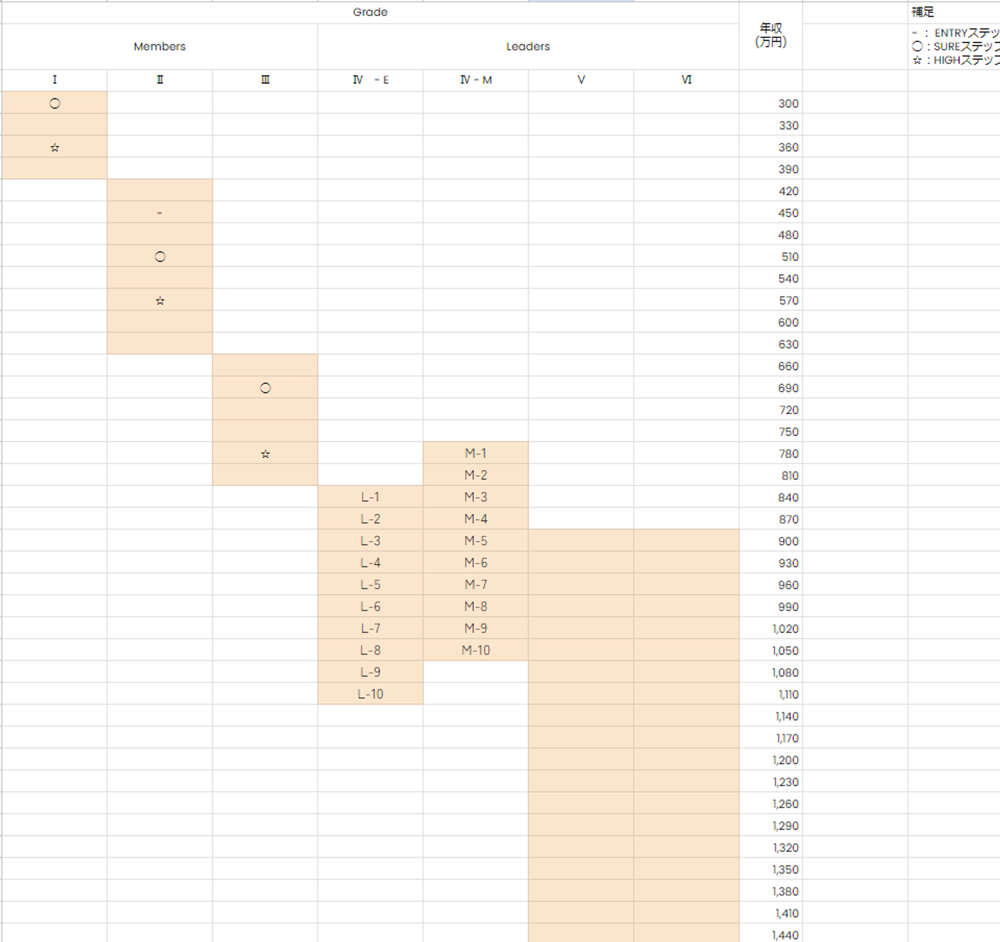 Grade
年収
(万円)
補足
Members
Leaders
- : ENTRYステッ
○ : SUREステップ
☆ : HIGHステップ
Ⅰ Ⅱ Ⅲ Ⅳ - E Ⅳ - M Ⅴ Ⅵ
○ 300
330
☆ 360
390
420
- 450
480
○ 510
540
☆ 570
600
630
660
○ 690
720
750
☆ M-1 780
M-2 810
L-1 M-3 840
L-2 M-4 870
L-3 M-5 900
L-4 M-6 930
L-5 M-7 960
L-6 M-8 990
L-7 M-9 1,020
L-8 M-10 1,050
L-9 1,080
L-10 1,110
1,140
1,170
1,200
1,230
1,260
1,290
1,320
1,350
1,380
1,410
1,440